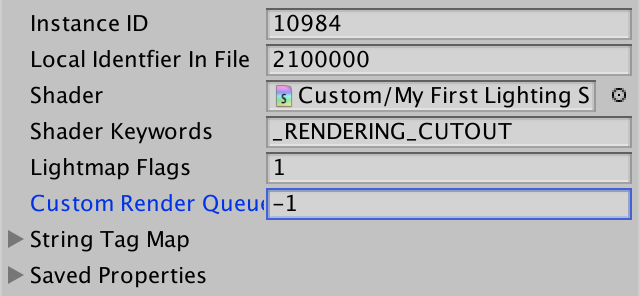 Instance ID 10984
Local Identfier In File 2100000
Shader Custom/My First Lighting S
Shader Keywords _RENDERING_CUTOUT
Lightmap Flags 1
Custom Render Queue -1
String Tag Map
Saved Properties